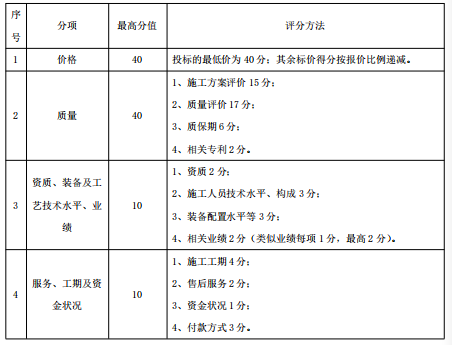 序号 分项 最高分值 评分方法
1 价格 40 投标的最低价为 40 分；其余标价得分按报价比例递减。
2 质量 40
1、施工方案评价 15 分；
2、质量评价 17 分；
3、质保期 6 分；
4、相关专利 2 分。
3 资质、装备及工艺技术水平、业绩 10
1、资质 2 分；
2、施工人员技术水平、构成 3 分；
3、装备配置水平等 3 分；
4、相关业绩 2 分（类似业绩每项 1 分，最高 2 分）。
4 服务、工期及资金状况 10
1、施工工期 4 分；
2、售后服务 2 分；
3、资金状况 1 分；
4、付款方式 3 分。